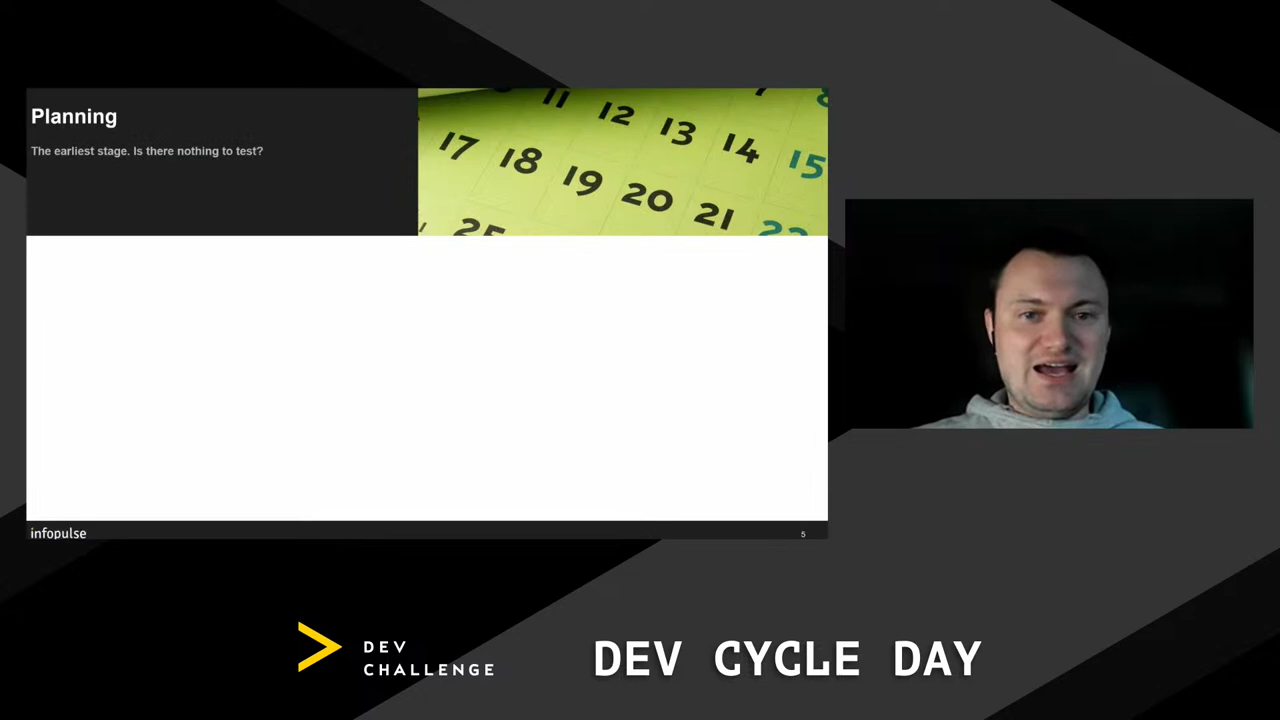 Planning
The earliest stage. Is there nothing to test?
11 12 13 14 15
17 18 19 20 21 22
25
infopulse
5
DEV
CHALLENGE
DEV CYCLE DAY